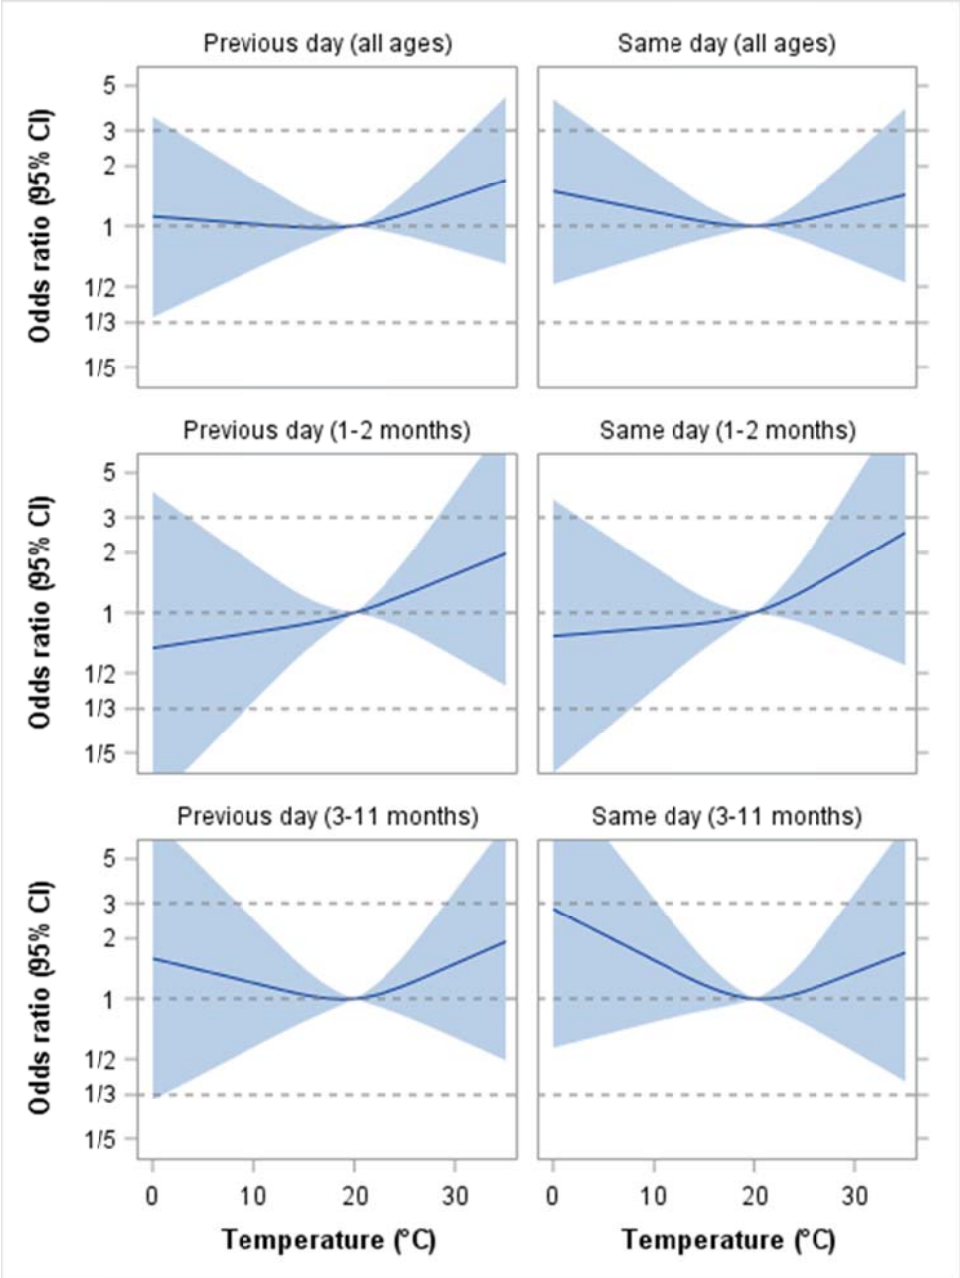 Previous day (all ages)
Same day (all ages)
Odds ratio (95% CI)
5
3
2
1
1/2
1/3
1/5
Previous day (1-2 months)
Same day (1-2 months)
Odds ratio (95% CI)
5
3
2
1
1/2
1/3
1/5
Previous day (3-11 months)
Same day (3-11 months)
Odds ratio (95% CI)
5
3
2
1
1/2
1/3
1/5
0 10 20 30
0 10 20 30
Temperature (°C)
Temperature (°C)